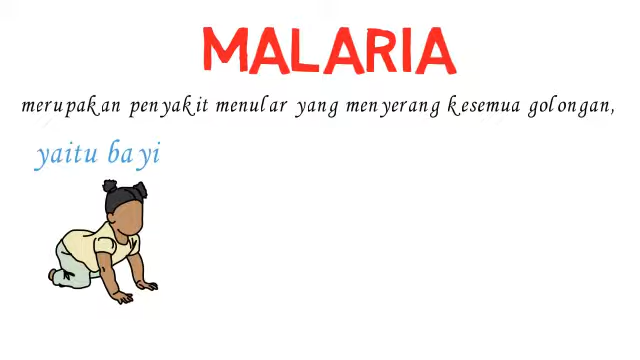 MALARIA
merupakan penyakit menular yang menyerang kesemua golongan,
yaitu bayi